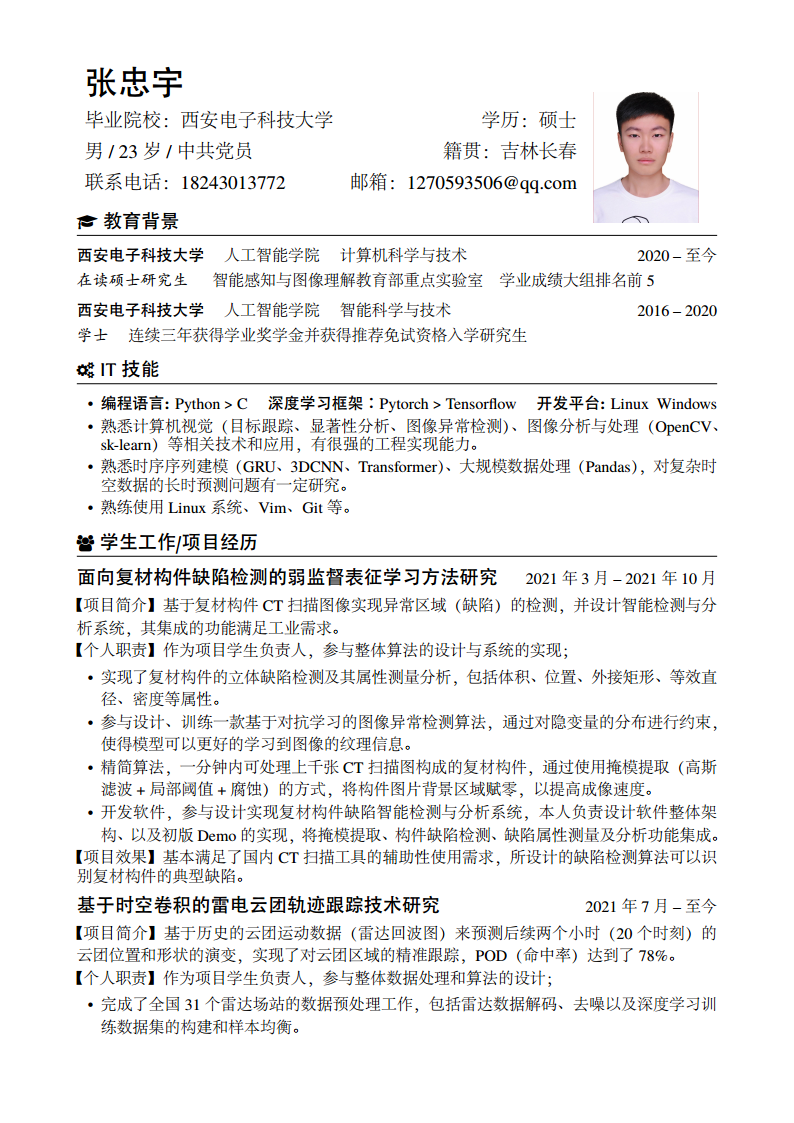 张忠宇
毕业院校：西安电子科技大学 学历：硕士
男 / 23 岁 / 中共党员 籍贯：吉林长春
联系电话：18243013772 邮箱：1270593506@qq.com
教育背景
西安电子科技大学 人工智能学院 计算机科学与技术 2020 – 至今
在读硕士研究生 智能感知与图像理解教育部重点实验室 学业成绩大组排名前 5
西安电子科技大学 人工智能学院 智能科学与技术 2016 – 2020
学士 连续三年获得学业奖学金并获得推荐免试资格入学研究生
IT 技能
• 编程语言: Python > C 深度学习框架：Pytorch > Tensorflow 开发平台: Linux Windows
• 熟悉计算机视觉（目标跟踪、显著性分析、图像异常检测）、图像分析与处理（OpenCV、
sk-learn）等相关技术和应用，有很强的工程实现能力。
• 熟悉时序序列建模（GRU、3DCNN、Transformer）、大规模数据处理（Pandas），对复杂时
空数据的长时预测问题有一定研究。
• 熟练使用 Linux 系统、Vim、Git 等。
学生工作/项目经历
面向复材构件缺陷检测的弱监督表征学习方法研究 2021 年 3 月 – 2021 年 10 月
【项目简介】基于复材构件 CT 扫描图像实现异常区域（缺陷）的检测，并设计智能检测与分
析系统，其集成的功能满足工业需求。
【个人职责】作为项目学生负责人，参与整体算法的设计与系统的实现；
• 实现了复材构件的立体缺陷检测及其属性测量分析，包括体积、位置、外接矩形、等效直
径、密度等属性。
• 参与设计、训练一款基于对抗学习的图像异常检测算法，通过对隐变量的分布进行约束，
使得模型可以更好的学习到图像的纹理信息。
• 精简算法，一分钟内可处理上千张 CT 扫描图构成的复材构件，通过使用掩模提取（高斯
滤波 + 局部阈值 + 腐蚀）的方式，将构件图片背景区域赋零，以提高成像速度。
• 开发软件，参与设计实现复材构件缺陷智能检测与分析系统，本人负责设计软件整体架
构、以及初版 Demo 的实现，将掩模提取、构件缺陷检测、缺陷属性测量及分析功能集成。
【项目效果】基本满足了国内 CT 扫描工具的辅助性使用需求，所设计的缺陷检测算法可以识
别复材构件的典型缺陷。
基于时空卷积的雷电云团轨迹跟踪技术研究 2021 年 7 月 – 至今
【项目简介】基于历史的云团运动数据（雷达回波图）来预测后续两个小时（20 个时刻）的
云团位置和形状的演变，实现了对云团区域的精准跟踪，POD（命中率）达到了 78%。
【个人职责】作为项目学生负责人，参与整体数据处理和算法的设计；
• 完成了全国 31 个雷达场站的数据预处理工作，包括雷达数据解码、去噪以及深度学习训
练数据集的构建和样本均衡。